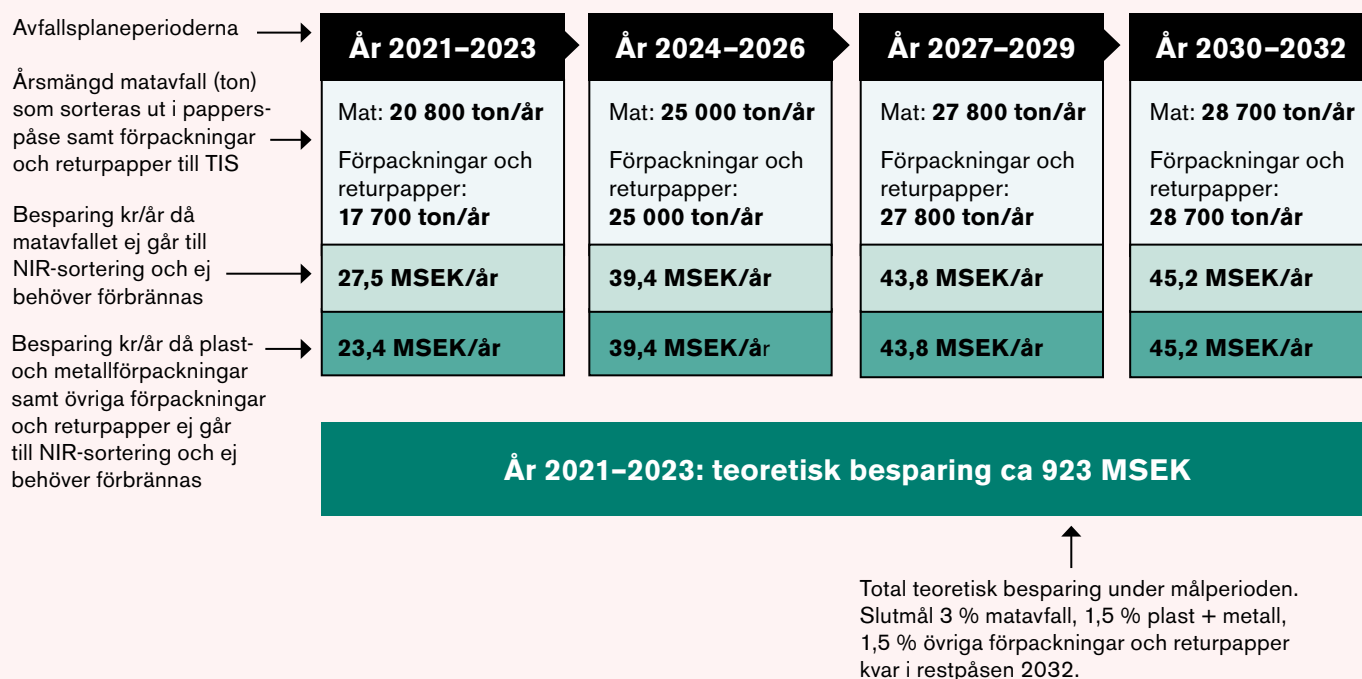 Avfallsplaneperioderna
År 2021–2023
År 2024–2026
År 2027–2029
År 2030–2032
Årsmängd matavfall (ton)
som sorteras ut i pappers-
påse samt förpackningar
och returpapper till TIS
Mat: 20 800 ton/år
Förpackningar och
returpapper:
17 700 ton/år
Mat: 25 000 ton/år
Förpackningar och
returpapper:
25 000 ton/år
Mat: 27 800 ton/år
Förpackningar och
returpapper:
27 800 ton/år
Mat: 28 700 ton/år
Förpackningar och
returpapper:
28 700 ton/år
Besparing kr/år då
matavfallet ej går till
NIR-sortering och ej
behöver förbrännas
27,5 MSEK/år
39,4 MSEK/år
43,8 MSEK/år
45,2 MSEK/år
Besparing kr/år då plast-
och metallförpackningar
samt övriga förpackningar
och returpapper ej går
till NIR-sortering och ej
behöver förbrännas
23,4 MSEK/år
39,4 MSEK/år
43,8 MSEK/år
45,2 MSEK/år
År 2021–2023: teoretisk besparing ca 923 MSEK
Total teoretisk besparing under målperioden.
Slutmål 3 % matavfall, 1,5 % plast + metall,
1,5 % övriga förpackningar och returpapper
kvar i restpåsen 2032.